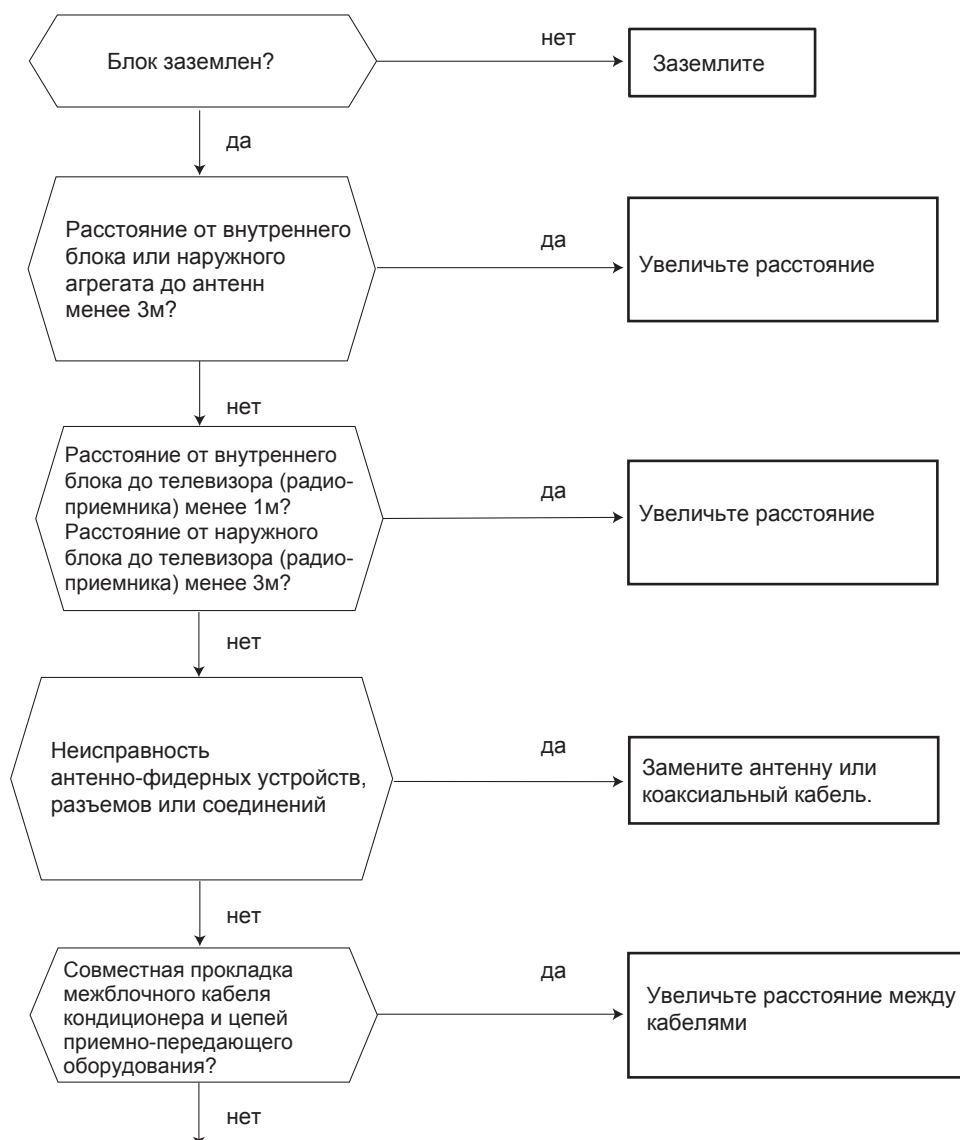 Блок заземлен?
нет
Заземлите
да
Расстояние от внутреннего
блока или наружного
агрегата до антенн
менее 3м?
да
Увеличьте расстояние
нет
Расстояние от внутреннего
блока до телевизора (радио-
приемника) менее 1м?
Расстояние от наружного
блока до телевизора (радио-
приемника) менее 3м?
да
Увеличьте расстояние
нет
Неисправность
антенно-фидерных устройств,
разъемов или соединений
да
Замените антенну или
коаксиальный кабель.
нет
Совместная прокладка
межблочного кабеля
кондиционера и цепей
приемно-передающего
оборудования?
да
Увеличьте расстояние между
кабелями
нет